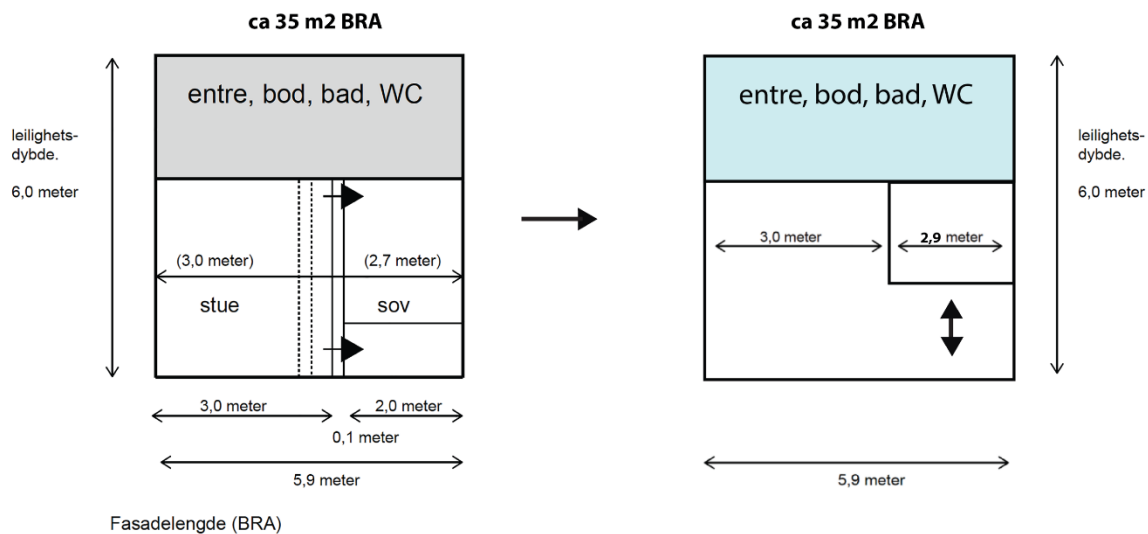 ca 35 m2 BRA
entre, bod, bad, WC
leilighets-
dybde.
6,0 meter
(3,0 meter)
(2,7 meter)
stue
sov
3,0 meter
2,0 meter
0,1 meter
5,9 meter
Fasadelengde (BRA)
ca 35 m2 BRA
entre, bod, bad, WC
leilighets-
dybde.
6,0 meter
3,0 meter
2,9 meter
5,9 meter